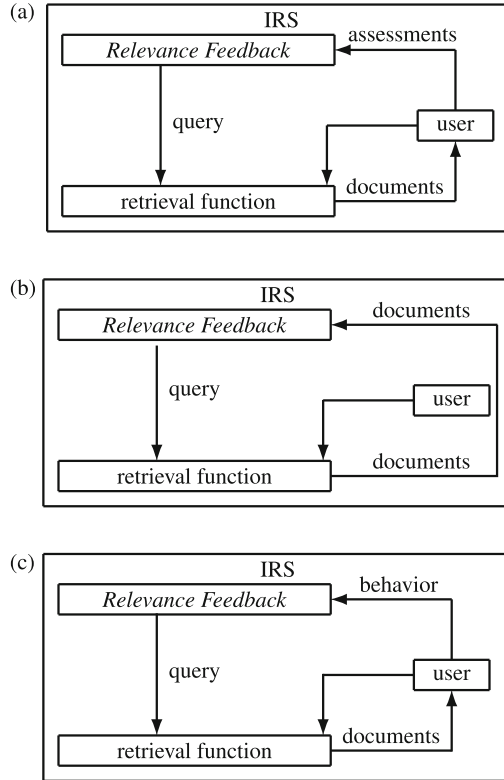 (a)
IRS
Relevance Feedback
assessments
query
user
retrieval function
documents
(b)
IRS
Relevance Feedback
documents
query
user
retrieval function
documents
(c)
IRS
Relevance Feedback
behavior
query
user
retrieval function
documents